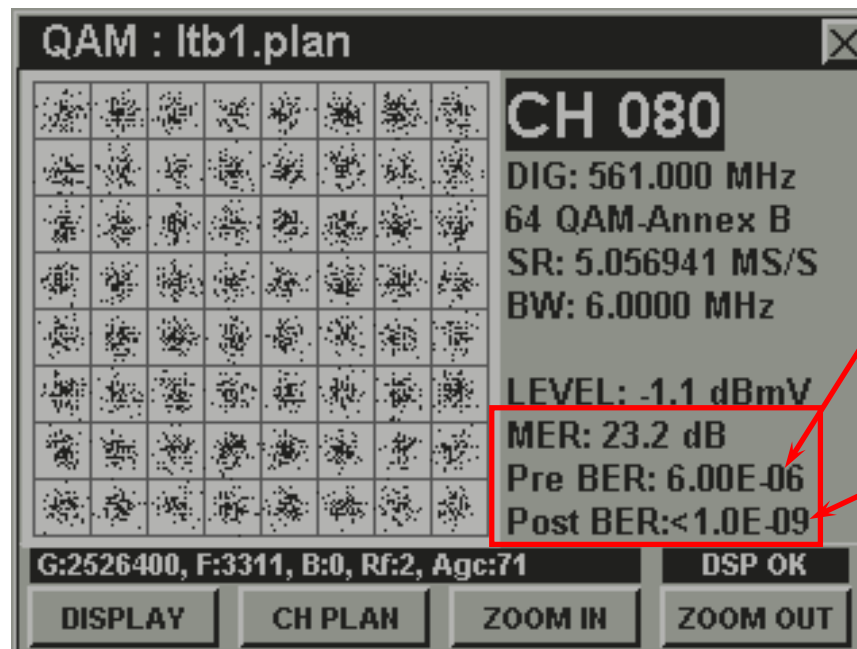 QAM : ltb1.plan
CH 080
DIG: 561.000 MHz
64 QAM-Annex B
SR: 5.056941 MS/S
BW: 6.0000 MHz
LEVEL: -1.1 dBmV
MER: 23.2 dB
Pre BER: 6.00E-06
Post BER:<1.0E-09
G:2526400, F:3311, B:0, Rf:2, Agc:71
DSP OK
DISPLAY
CH PLAN
ZOOM IN
ZOOM OUT